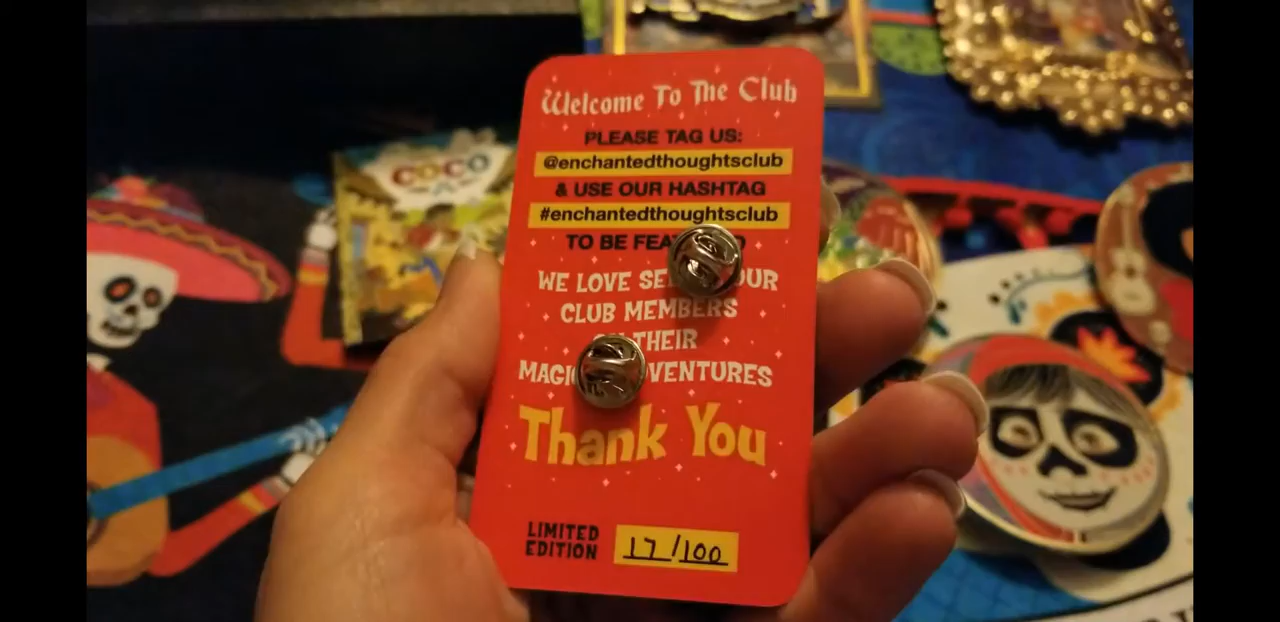 Welcome To The Club
PLEASE TAG US:
@enchantedthoughtsclub
& USE OUR HASHTAG
#enchantedthoughtsclub
TO BE
WE LOVE
CLUB MEMBERS
THEIR
Thank You
LIMITED
EDITION
17/100
COCO